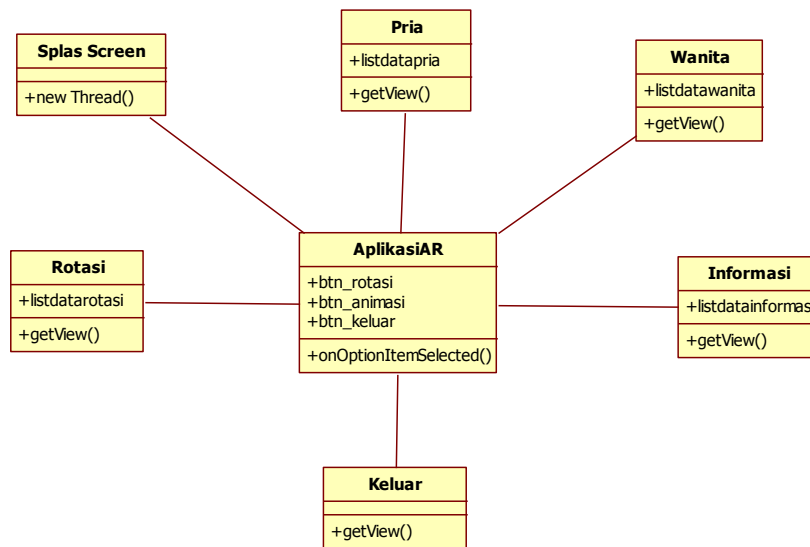 Splas Screen
+new Thread()
Pria
+listdatapria
+getView()
Wanita
+listdatawanita
+getView()
Rotasi
+listdatarotasi
+getView()
AplikasiAR
+btn_rotasi
+btn_animasi
+btn_keluar
+onOptionItemSelected()
Informasi
+listdatainformas
+getView()
Keluar
+getView()